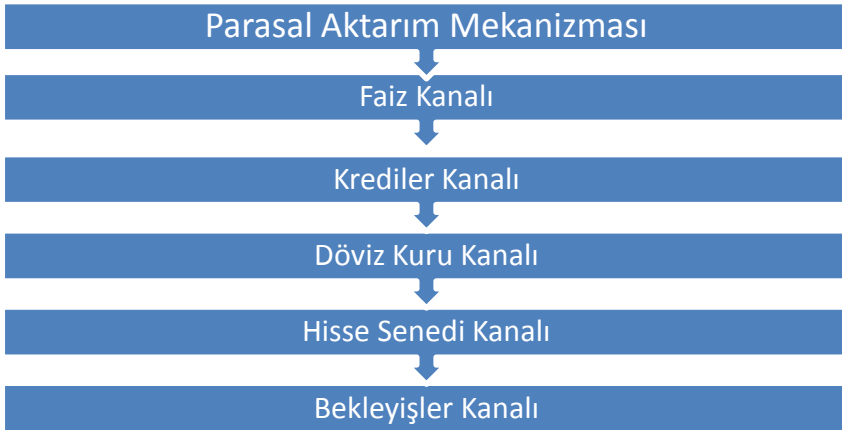 Parasal Aktarım Mekanizması
Faiz Kanalı
Krediler Kanalı
Döviz Kuru Kanalı
Hisse Senedi Kanalı
Bekleyişler Kanalı